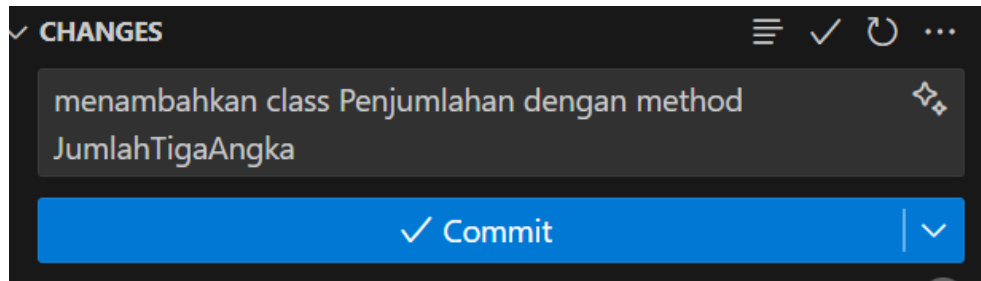 CHANGES
menambahkan class Penjumlahan dengan method
JumlahTigaAngka
Commit